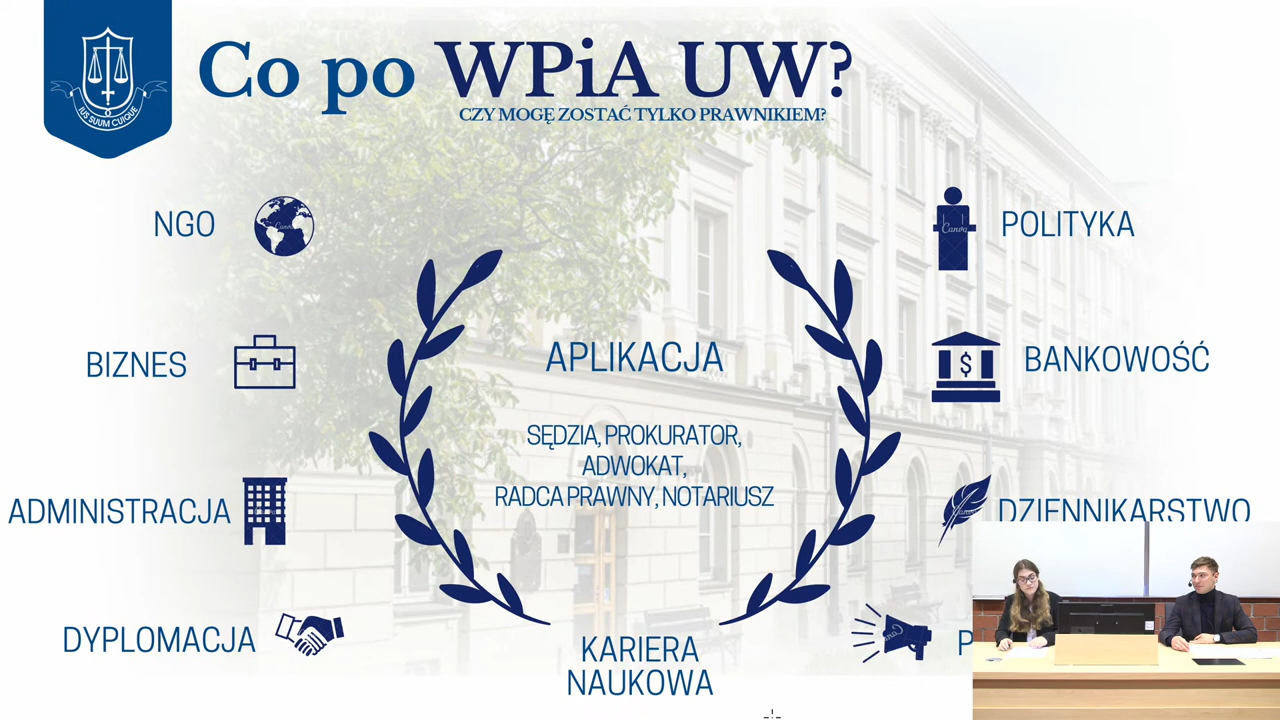 Co po WPiA UW?
CZY MOGĘ ZOSTAĆ TYLKO PRAWNIKIEM?
IUS SUUM CUIQUE
NGO
POLITYKA
BIZNES
APLIKACJA
BANKOWOŚĆ
SĘDZIA, PROKURATOR,
ADWOKAT,
RADCA PRAWNY, NOTARIUSZ
ADMINISTRACJA
DZIENNIKARSTWO
DYPLOMACJA
KARIERA
NAUKOWA
Canva
$